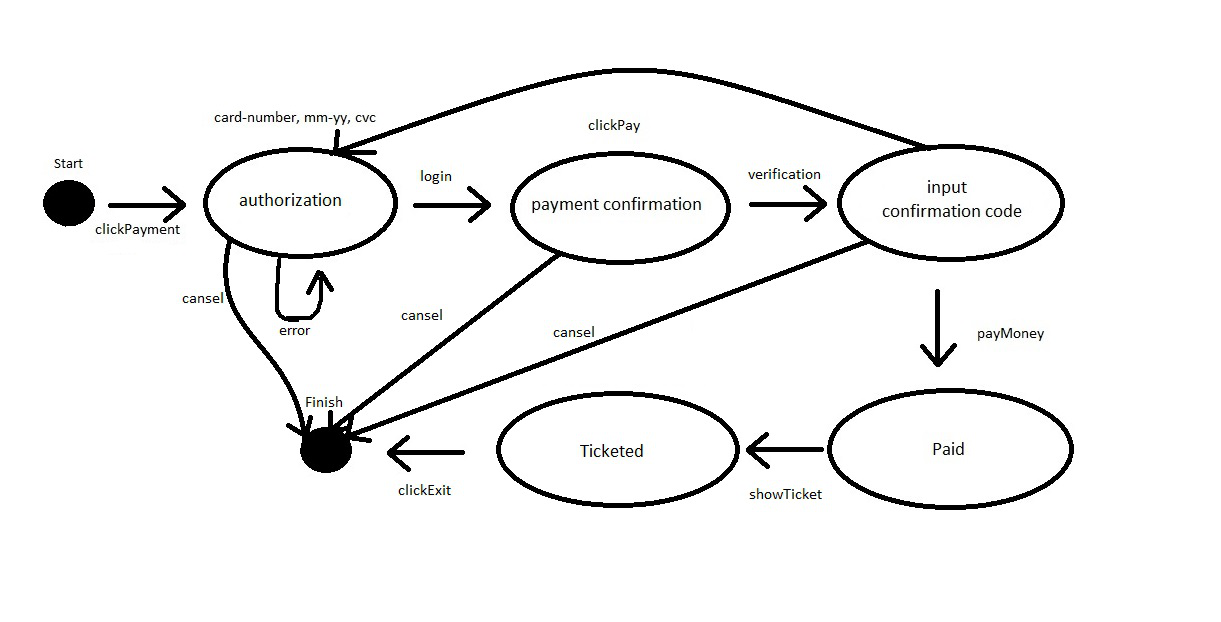 card-number, mm-yy, cvc
clickPay
Start
login
verification
authorization
payment confirmation
input
confirmation code
clickPayment
cansel
error
cansel
cansel
payMoney
Finish
Ticketed
Paid
clickExit
showTicket